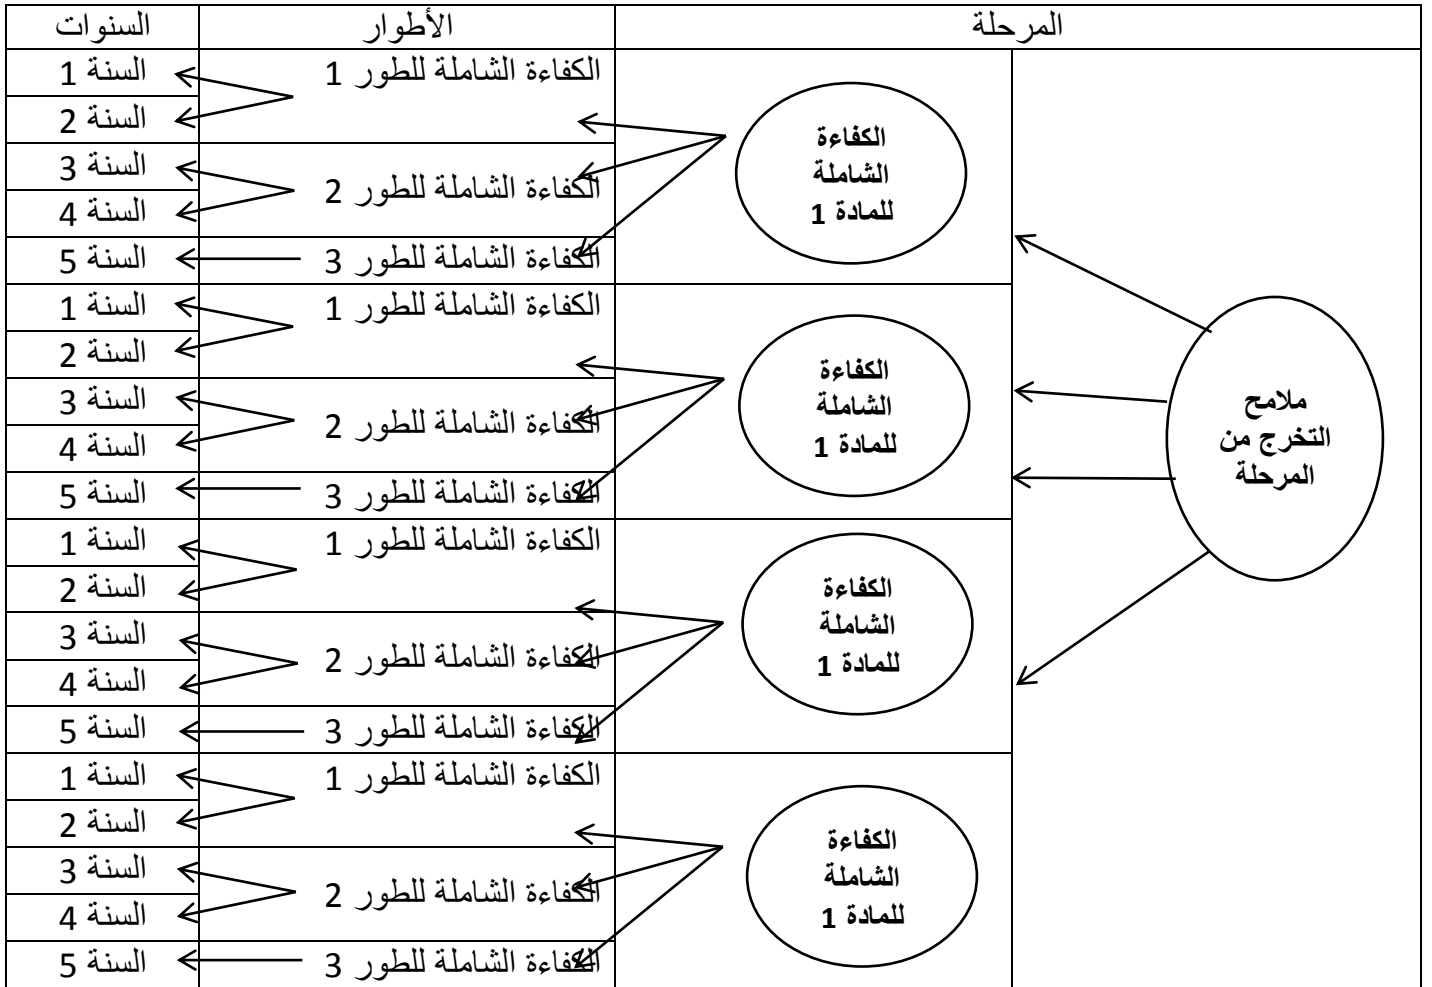 المرحلة
الأطوار
السنوات
ملامح
التخرج من
المرحلة
الكفاءة
الشاملة
للمادة 1
الكفاءة الشاملة للطور 1
السنة 1
السنة 2
الكفاءة الشاملة للطور 2
السنة 3
السنة 4
الكفاءة الشاملة للطور 3
السنة 5
الكفاءة
الشاملة
للمادة 1
الكفاءة الشاملة للطور 1
السنة 1
السنة 2
الكفاءة الشاملة للطور 2
السنة 3
السنة 4
الكفاءة الشاملة للطور 3
السنة 5
الكفاءة
الشاملة
للمادة 1
الكفاءة الشاملة للطور 1
السنة 1
السنة 2
الكفاءة الشاملة للطور 2
السنة 3
السنة 4
الكفاءة الشاملة للطور 3
السنة 5
الكفاءة
الشاملة
للمادة 1
الكفاءة الشاملة للطور 1
السنة 1
السنة 2
الكفاءة الشاملة للطور 2
السنة 3
السنة 4
الكفاءة الشاملة للطور 3
السنة 5